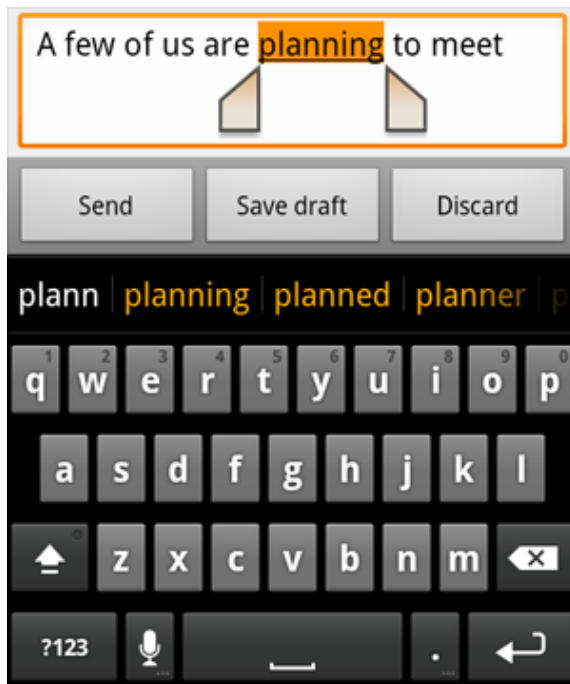 A few of us are planning to meet
Send Save draft Discard
plann planning planned planner p
1 2 3 4 5 6 7 8 9 0
q w e r t y u i o p
a s d f g h j k l
z x c v b n m
?123 .